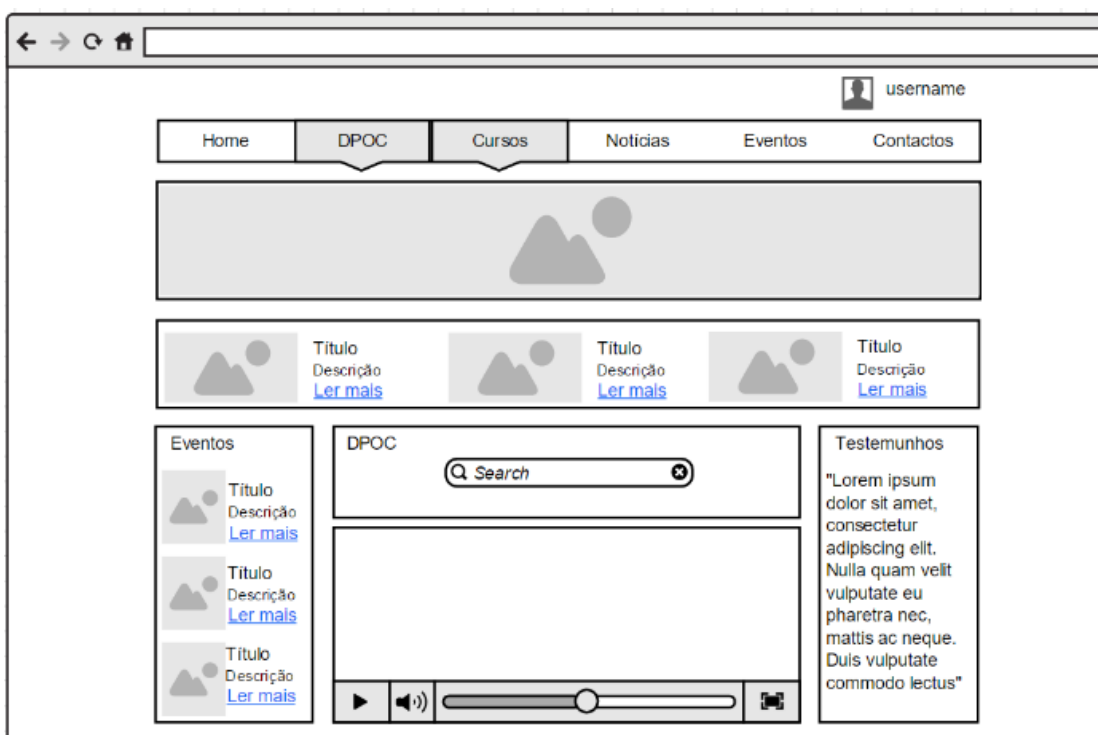 username
Home DPOC Cursos Notícias Eventos Contactos
Título
Descrição
Ler mais
Título
Descrição
Ler mais
Título
Descrição
Ler mais
Eventos
Título
Descrição
Ler mais
Título
Descrição
Ler mais
Título
Descrição
Ler mais
DPOC
Search
Testemunhos
"Lorem ipsum
dolor sit amet,
consectetur
adipiscing elit.
Nulla quam velit
vulputate eu
pharetra nec,
mattis ac neque.
Duis vulputate
commodo lectus"